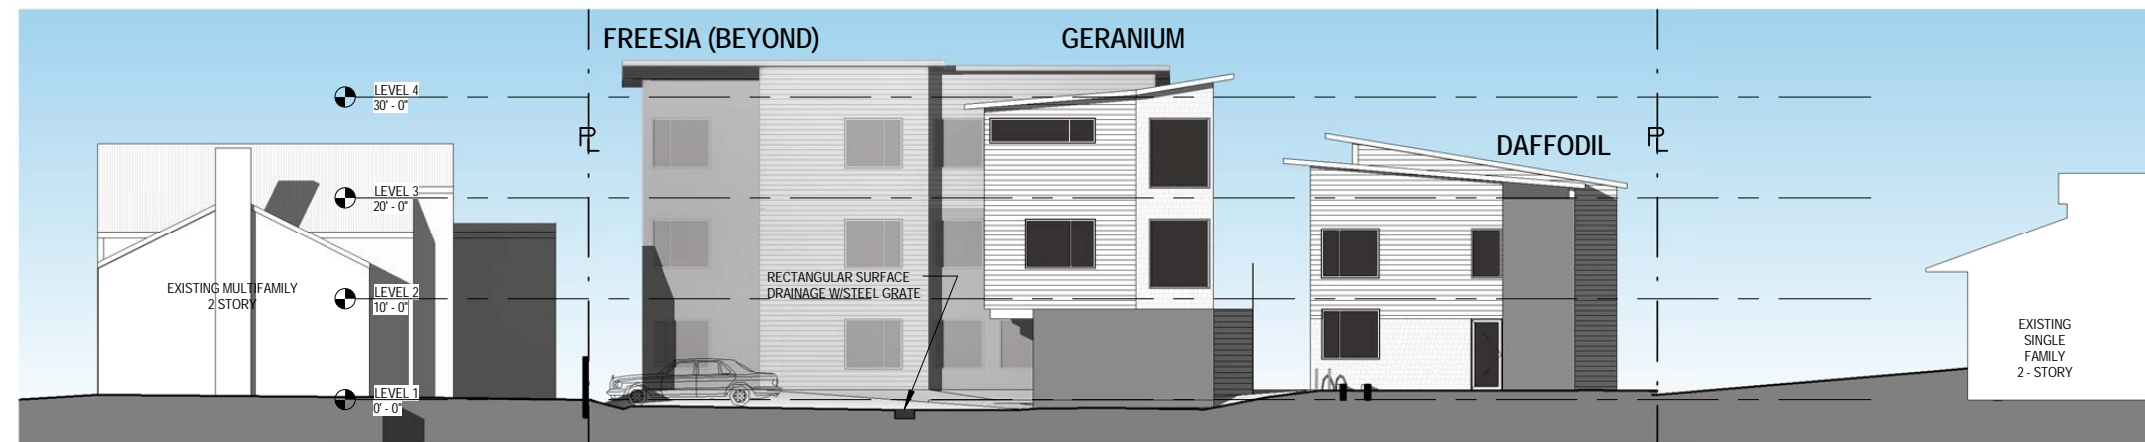 FREESIA (BEYOND)
GERANIUM
LEVEL 4
30' - 0"
PL
DAFFODIL
PL
LEVEL 3
20' - 0"
RECTANGULAR SURFACE
DRAINAGE W/STEEL GRATE
EXISTING MULTIFAMILY
2 STORY
LEVEL 2
10' - 0"
EXISTING
SINGLE
FAMILY
2 - STORY
LEVEL 1
0' - 0"